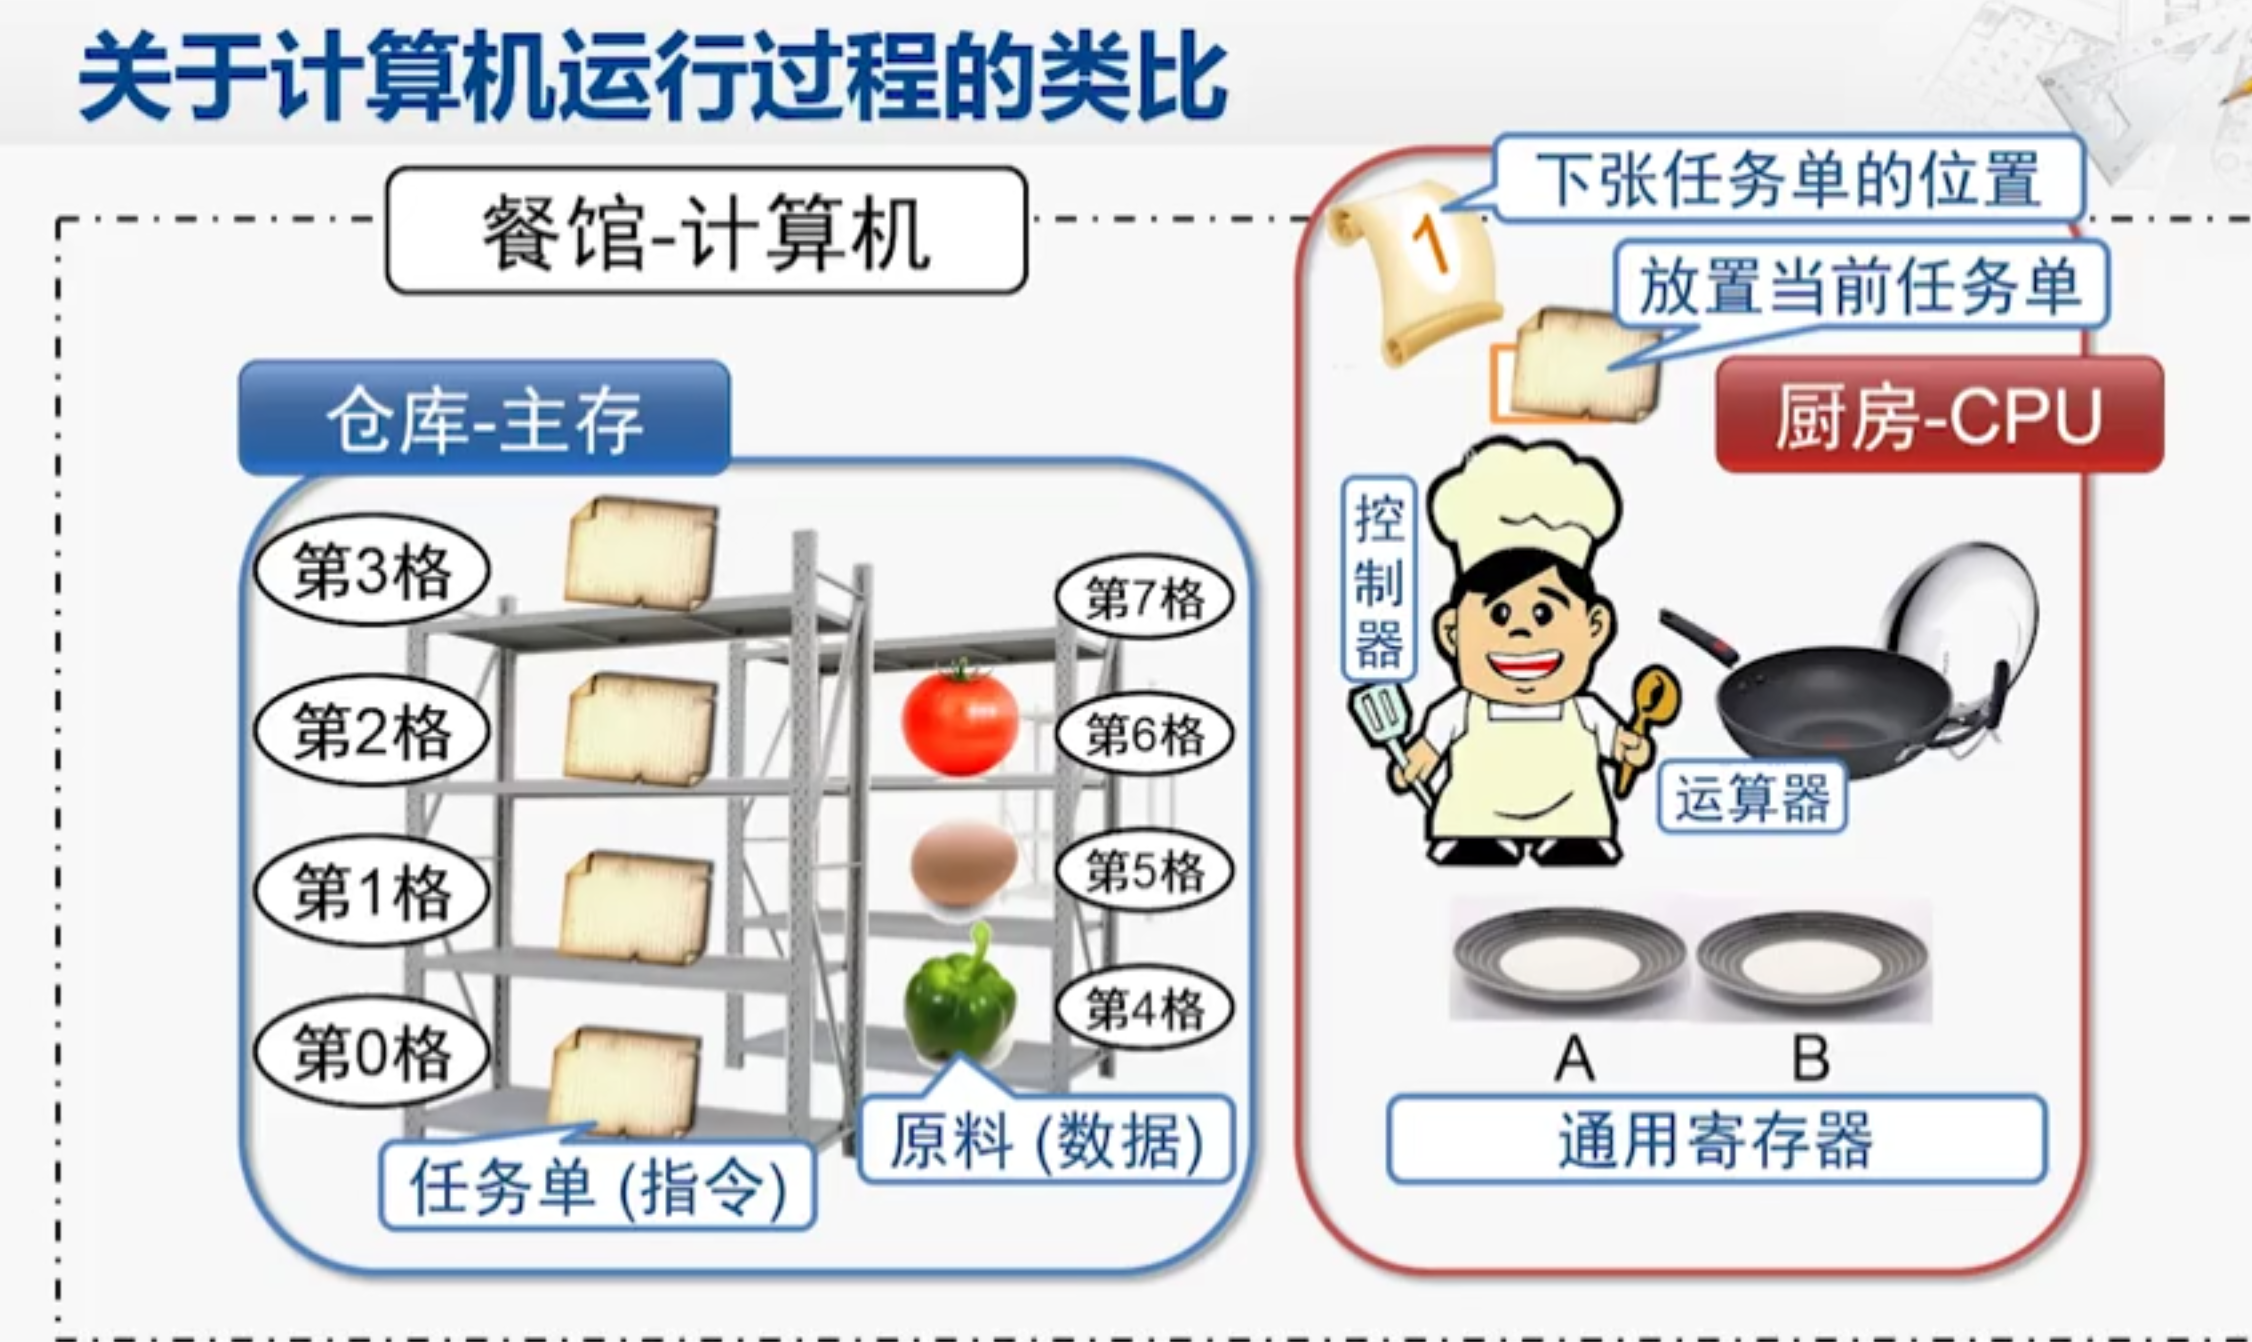 关于计算机运行过程的类比
餐馆-计算机
下张任务单的位置
1
放置当前任务单
仓库-主存
厨房-CPU
第3格
第2格
第1格
第0格
第7格
第6格
第5格
第4格
任务单 (指令)
原料 (数据)
控制器
运算器
A
B
通用寄存器